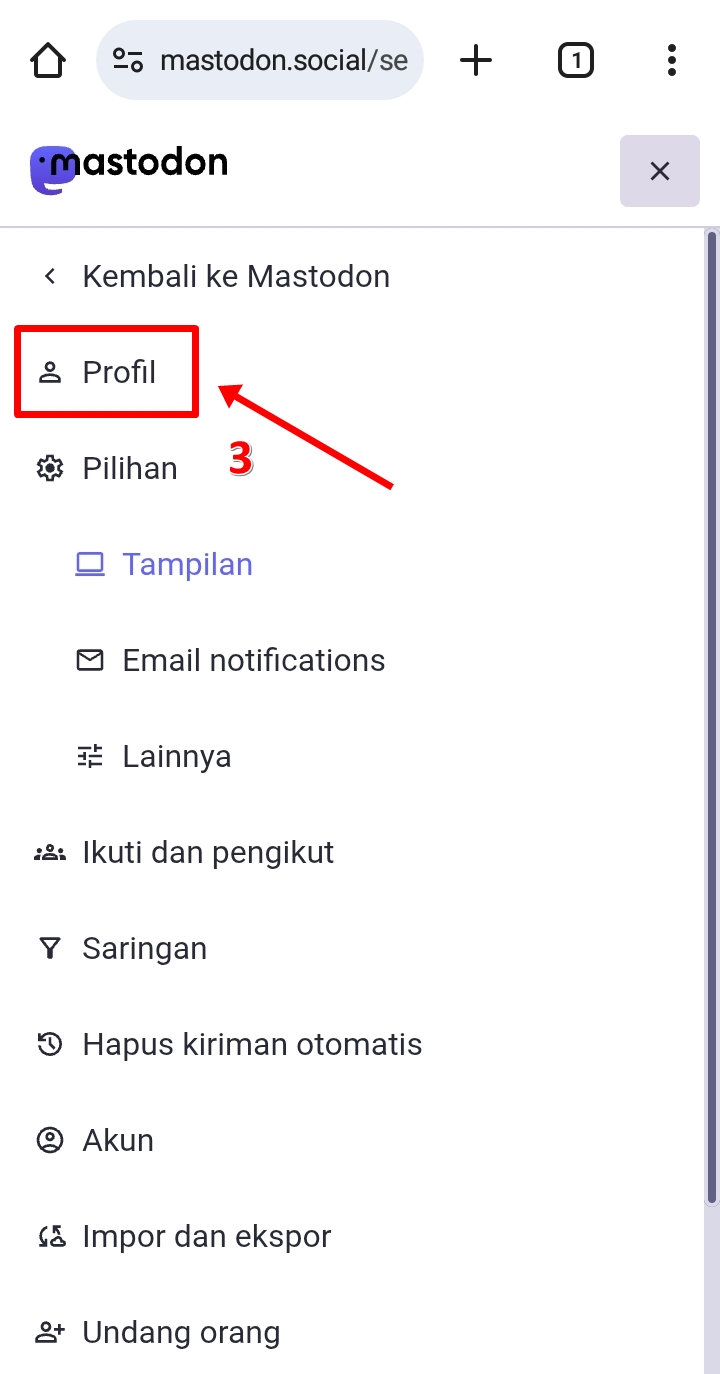 mastodon.social/se
1
mastodon
Kembali ke Mastodon
Profil
Pilihan
3
Tampilan
Email notifications
Lainnya
Ikuti dan pengikut
Saringan
Hapus kiriman otomatis
Akun
Impor dan ekspor
Undang orang